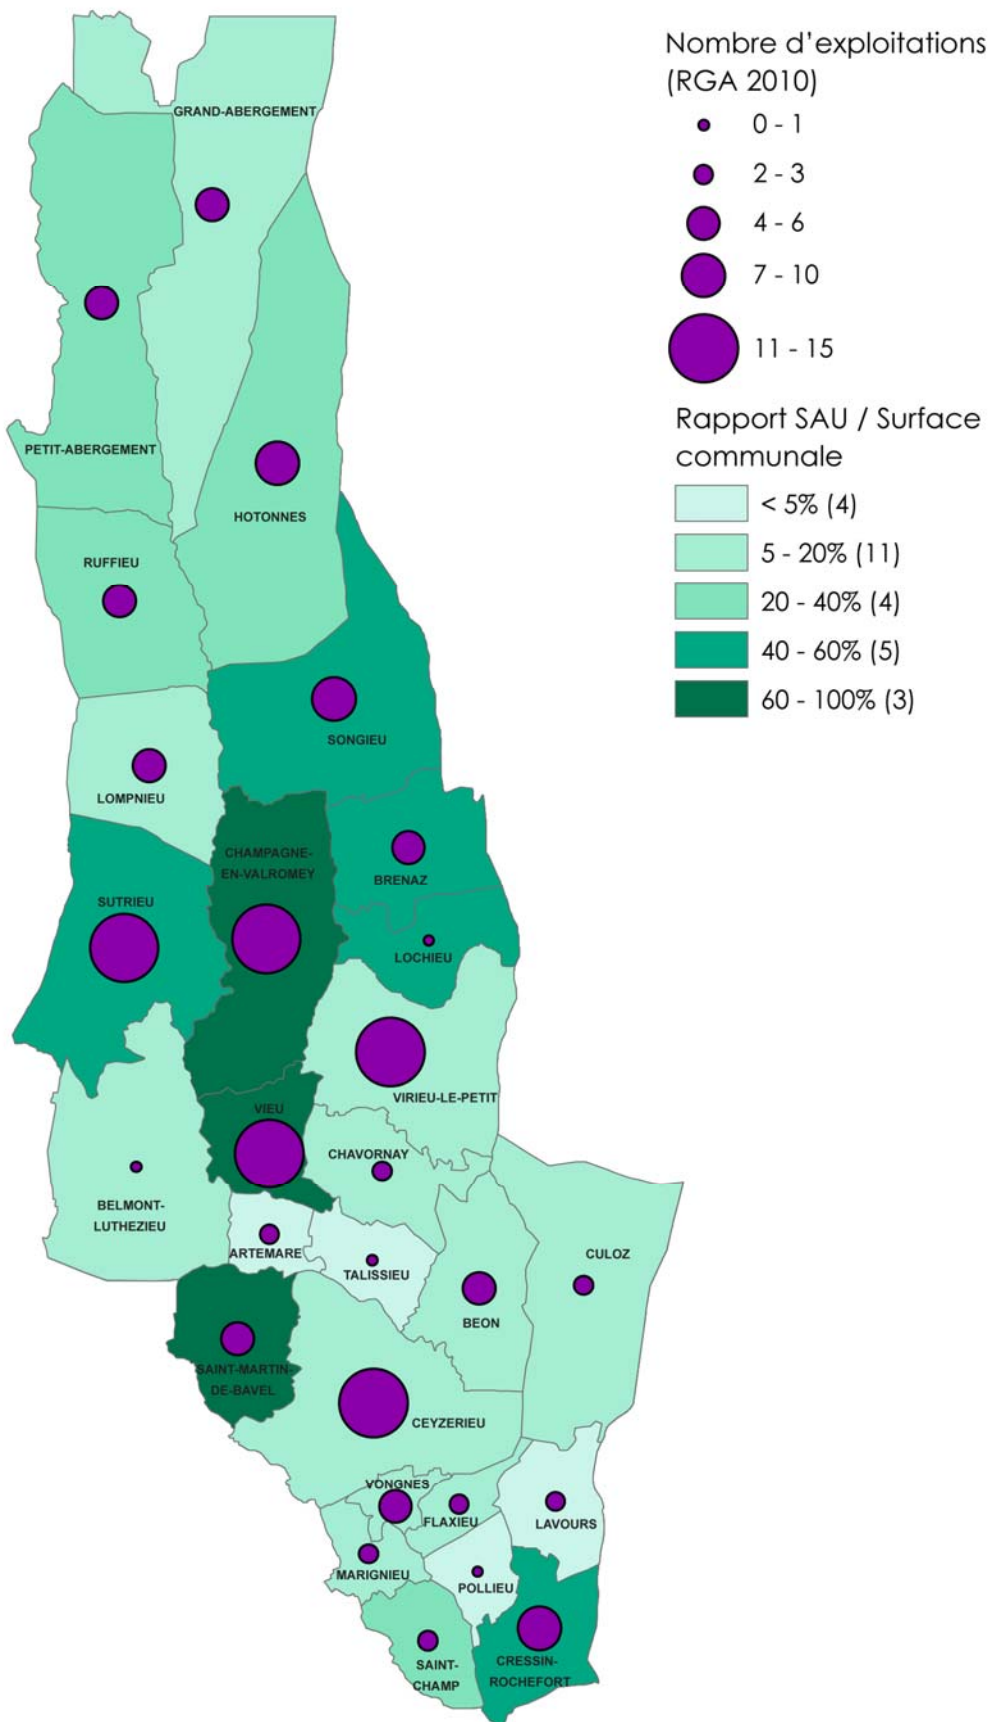 Nombre d'exploitations
(RGA 2010)
0 - 1
2 - 3
4 - 6
7 - 10
11 - 15
Rapport SAU / Surface
communale
< 5% (4)
5 - 20% (11)
20 - 40% (4)
40 - 60% (5)
60 - 100% (3)
GRAND-ABERGEMENT
PETIT-ABERGEMENT
HOTONNES
RUFFIEU
SONGIEU
LOMPNIEU
CHAMPAGNE-
EN-VALROMEY
BRENAZ
SUTRIEU
LOCHIEU
VIRIEU-LE-PETIT
VIEU
CHAVORNAY
BELMONT-
LUTHEZIEU
ARTEMARE
TALISSIEU
CULOZ
BEON
SAINT-MARTIN-
DE-BAVEL
CEYZERIEU
VONGNES
FLAXIEU
LAVOURS
MARIGNIEU
POLLIEU
SAINT-
CHAMP
CRESSIN-
ROCHEFORT